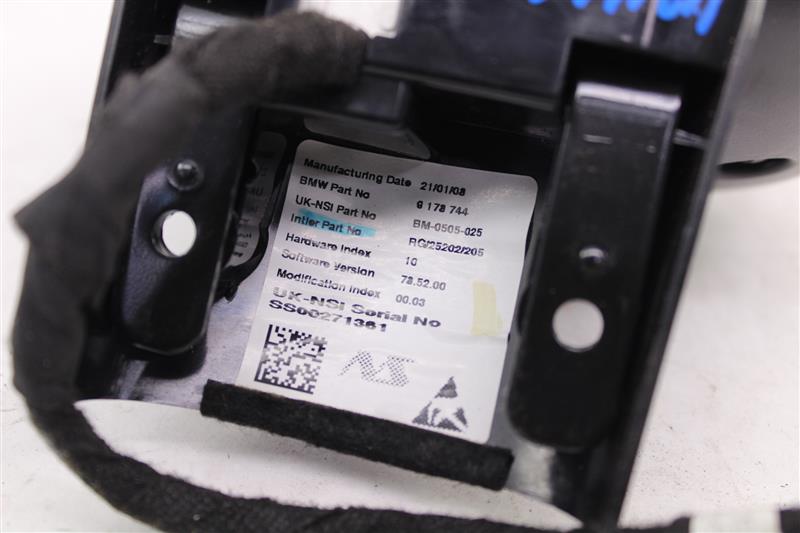 Manufacturing Date 21/01/08
BMW Part No 9 178 744
UK-NSI Part No BM-0505-025
Intier Part No RG/25202/205
Hardware Index 10
Software Version 78.52.00
Modification Index 00.03
UK-NSI Serial No
SS00271361